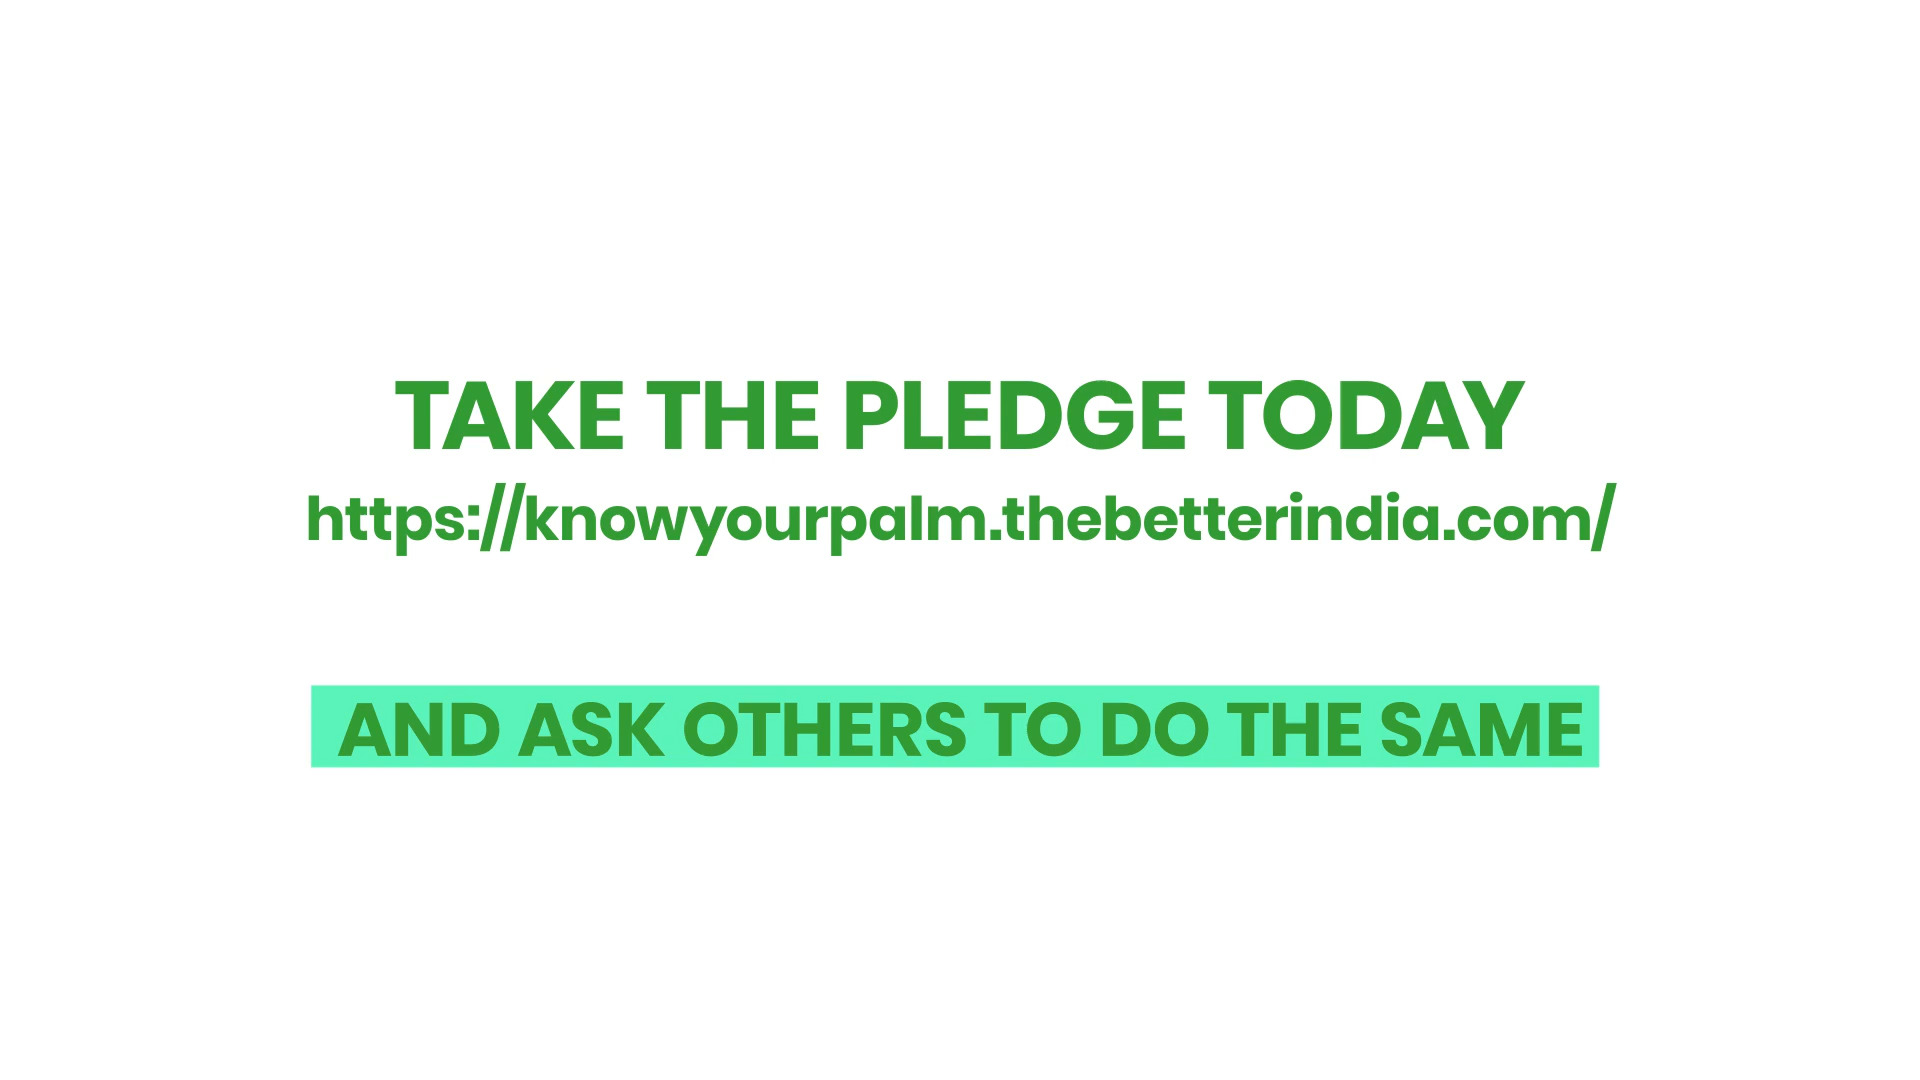 TAKE THE PLEDGE TODAY
https://knowyourpalm.thebetterindia.com/
AND ASK OTHERS TO DO THE SAME